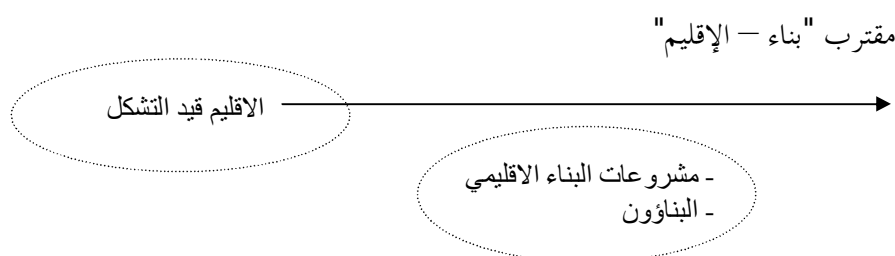 مقترب "بناء – الإقليم"
الاقليم قيد التشكل
- مشروعات البناء الاقليمي
- البناؤون